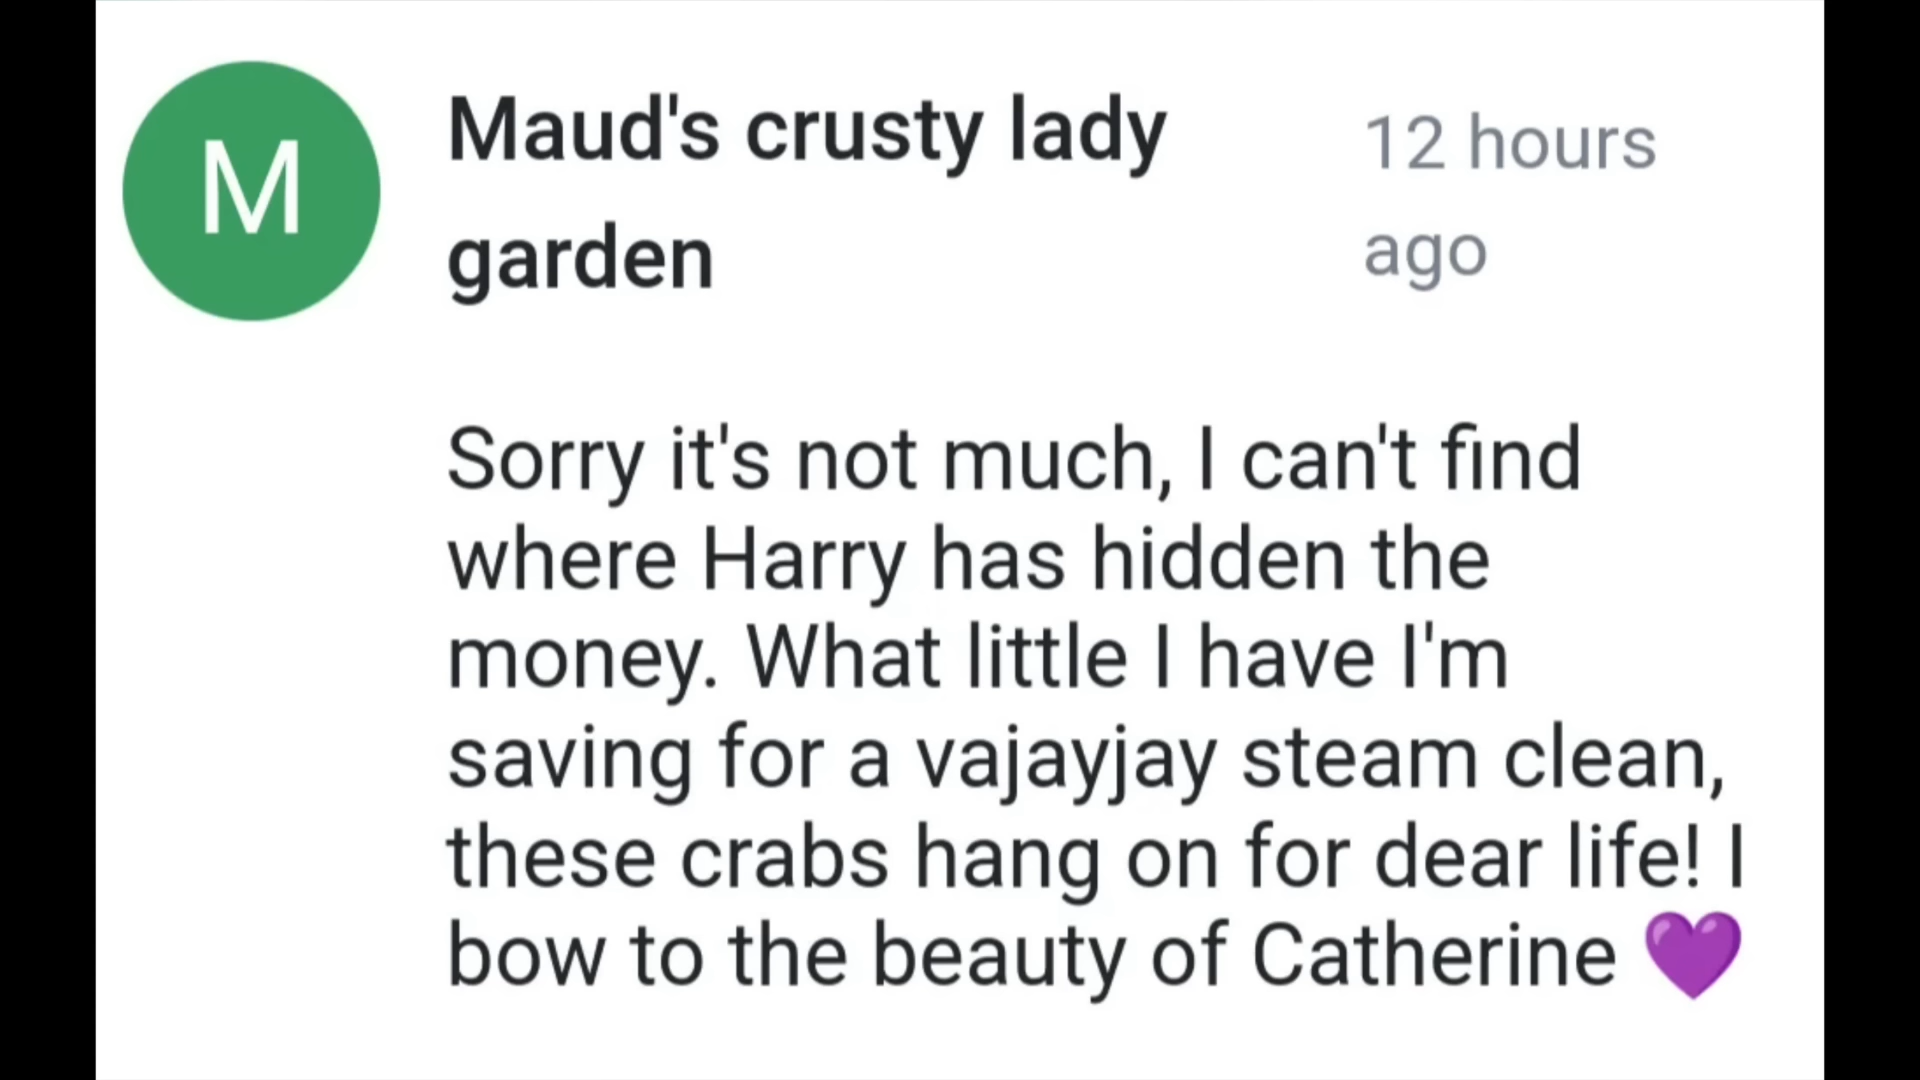 M
Maud's crusty lady
garden
12 hours
ago
Sorry it's not much, I can't find
where Harry has hidden the
money. What little I have I'm
saving for a vajayjay steam clean,
these crabs hang on for dear life! I
bow to the beauty of Catherine 💜